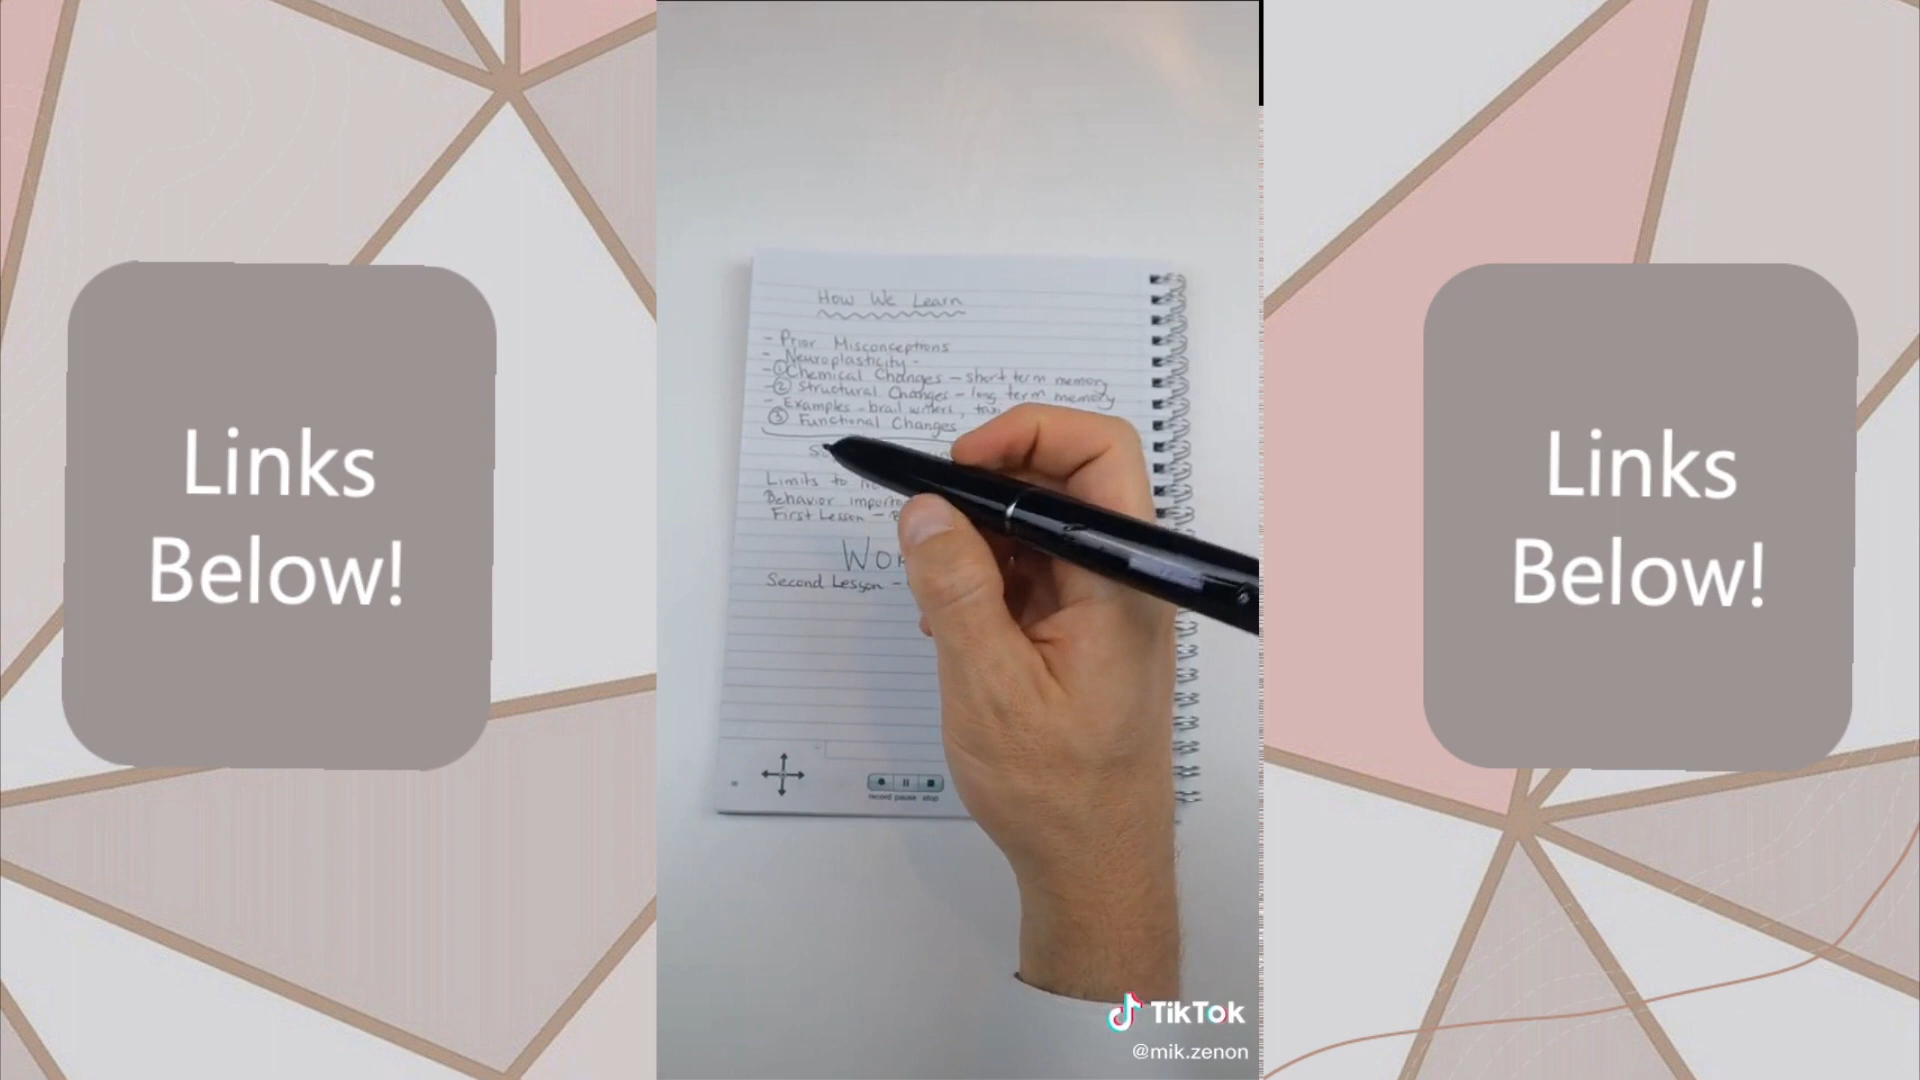 Links
Below!
How We Learn
- Prior Misconceptions
- Neuroplasticity -
- ① Chemical Changes - short term memory
- ② Structural Changes - long term memory
- Examples - brail writers,
③ Functional Changes
Limits to
Behavior
First Lesson -
Second Lesson -
record pause stop
TikTok
@mik.zenon
Links
Below!